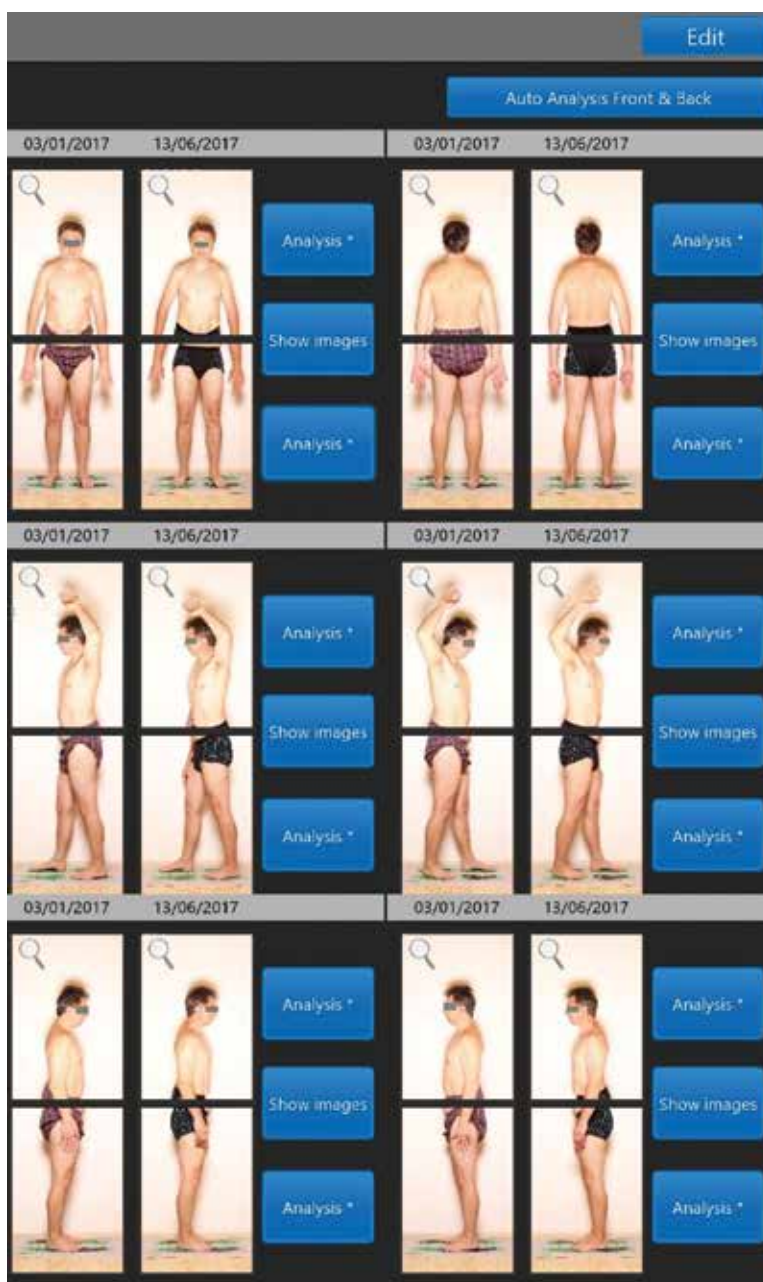 Edit
Auto Analysis Front & Back
03/01/2017 13/06/2017 03/01/2017 13/06/2017
Analysis * Analysis *
Show images Show images
Analysis * Analysis *
03/01/2017 13/06/2017 03/01/2017 13/06/2017
Analysis * Analysis *
Show images Show images
Analysis * Analysis *
03/01/2017 13/06/2017 03/01/2017 13/06/2017
Analysis * Analysis *
Show images Show images
Analysis * Analysis *